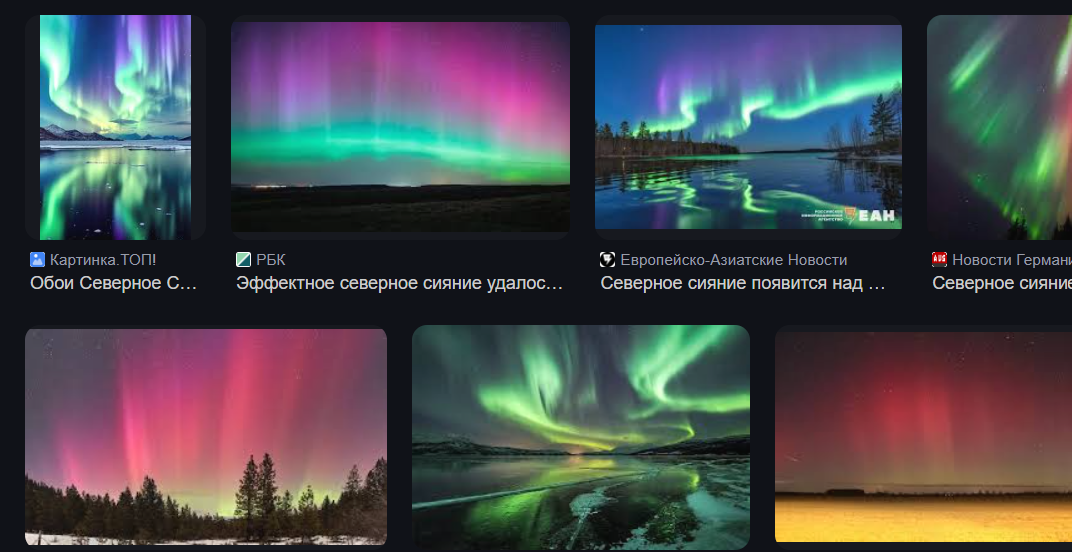 ЕАН
Картинка.ТОП!
РБК
Европейско-Азиатские Новости
Новости Германи
Обои Северное С...
Эффектное северное сияние удалос...
Северное сияние появится над ...
Северное сияние